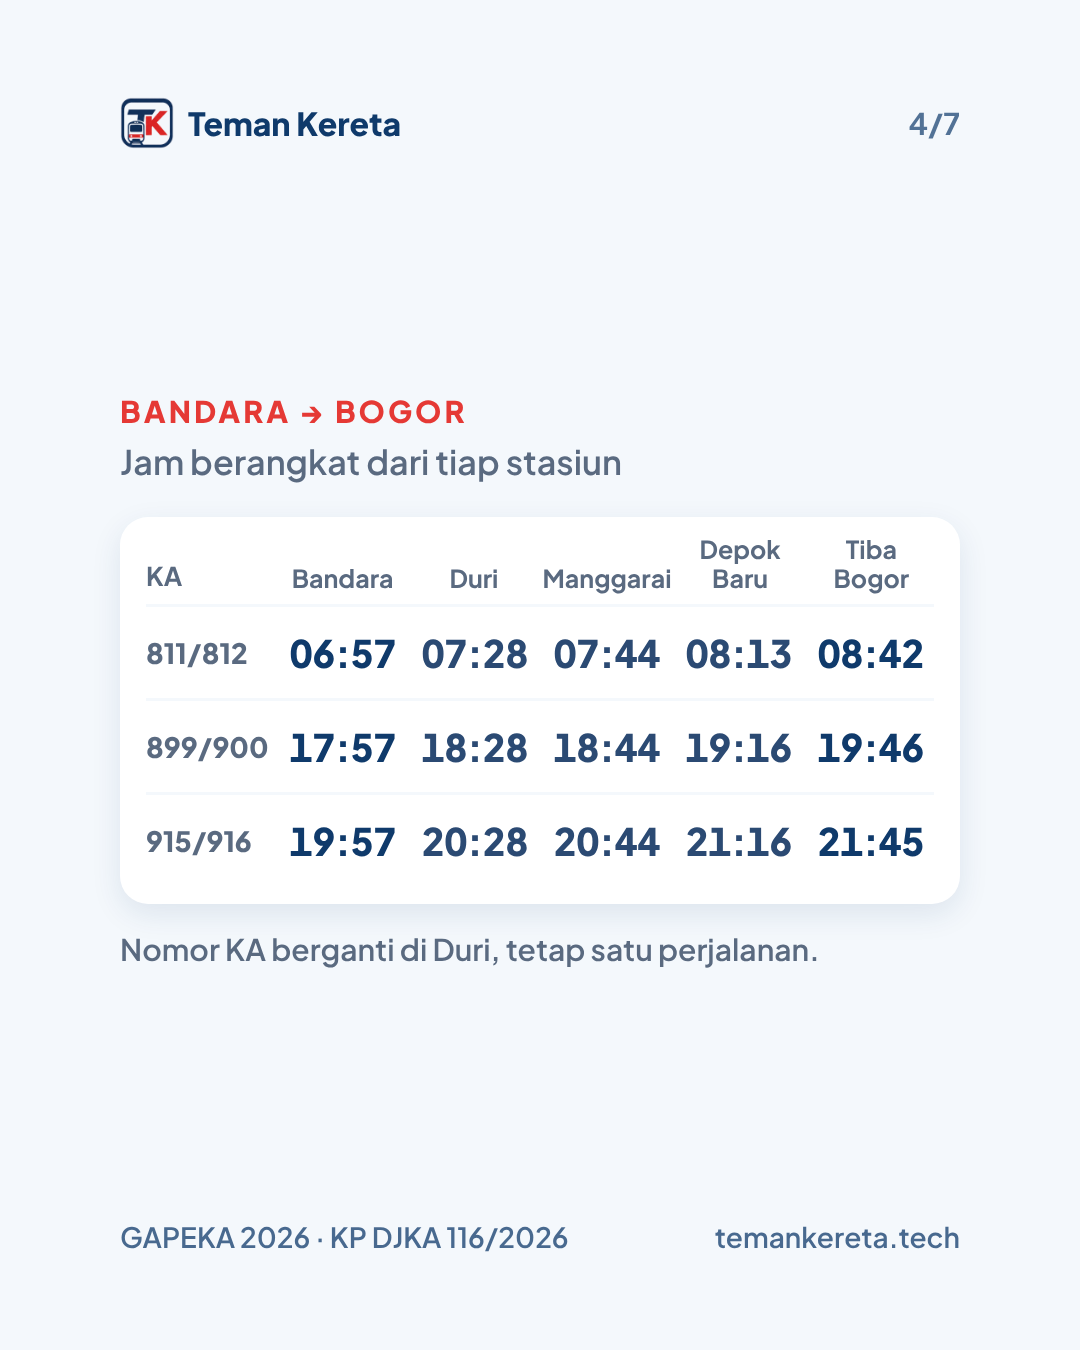 TK Teman Kereta
4/7
BANDARA → BOGOR
Jam berangkat dari tiap stasiun
KA Bandara Duri Manggarai Depok Baru Tiba Bogor
811/812 06:57 07:28 07:44 08:13 08:42
899/900 17:57 18:28 18:44 19:16 19:46
915/916 19:57 20:28 20:44 21:16 21:45
Nomor KA berganti di Duri, tetap satu perjalanan.
GAPEKA 2026 · KP DJKA 116/2026
temankereta.tech